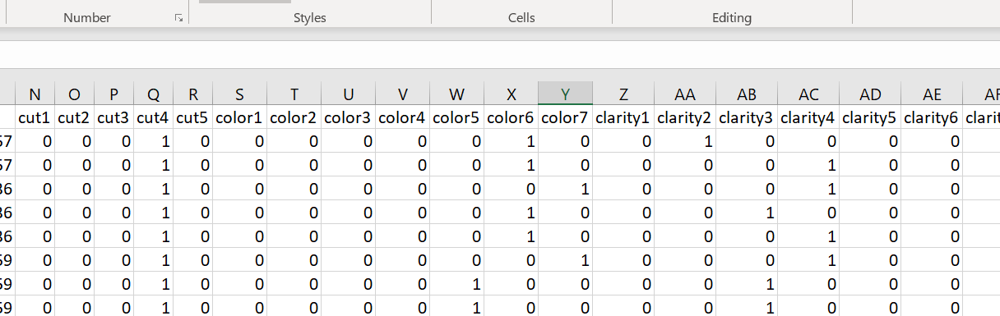 Number Styles Cells Editing
N O P Q R S T U V W X Y Z AA AB AC AD AE
cut1 cut2 cut3 cut4 cut5 color1 color2 color3 color4 color5 color6 color7 clarity1 clarity2 clarity3 clarity4 clarity5 clarity6
57 0 0 0 1 0 0 0 0 0 0 1 0 0 1 0 0 0 0
57 0 0 0 1 0 0 0 0 0 0 1 0 0 0 0 1 0 0
36 0 0 0 1 0 0 0 0 0 0 0 1 0 0 0 1 0 0
36 0 0 0 1 0 0 0 0 0 0 1 0 0 0 1 0 0 0
36 0 0 0 1 0 0 0 0 0 0 1 0 0 0 0 1 0 0
59 0 0 0 1 0 0 0 0 0 0 0 1 0 0 0 1 0 0
59 0 0 0 1 0 0 0 0 0 1 0 0 0 0 1 0 0 0
59 0 0 0 1 0 0 0 0 0 1 0 0 0 0 1 0 0 0